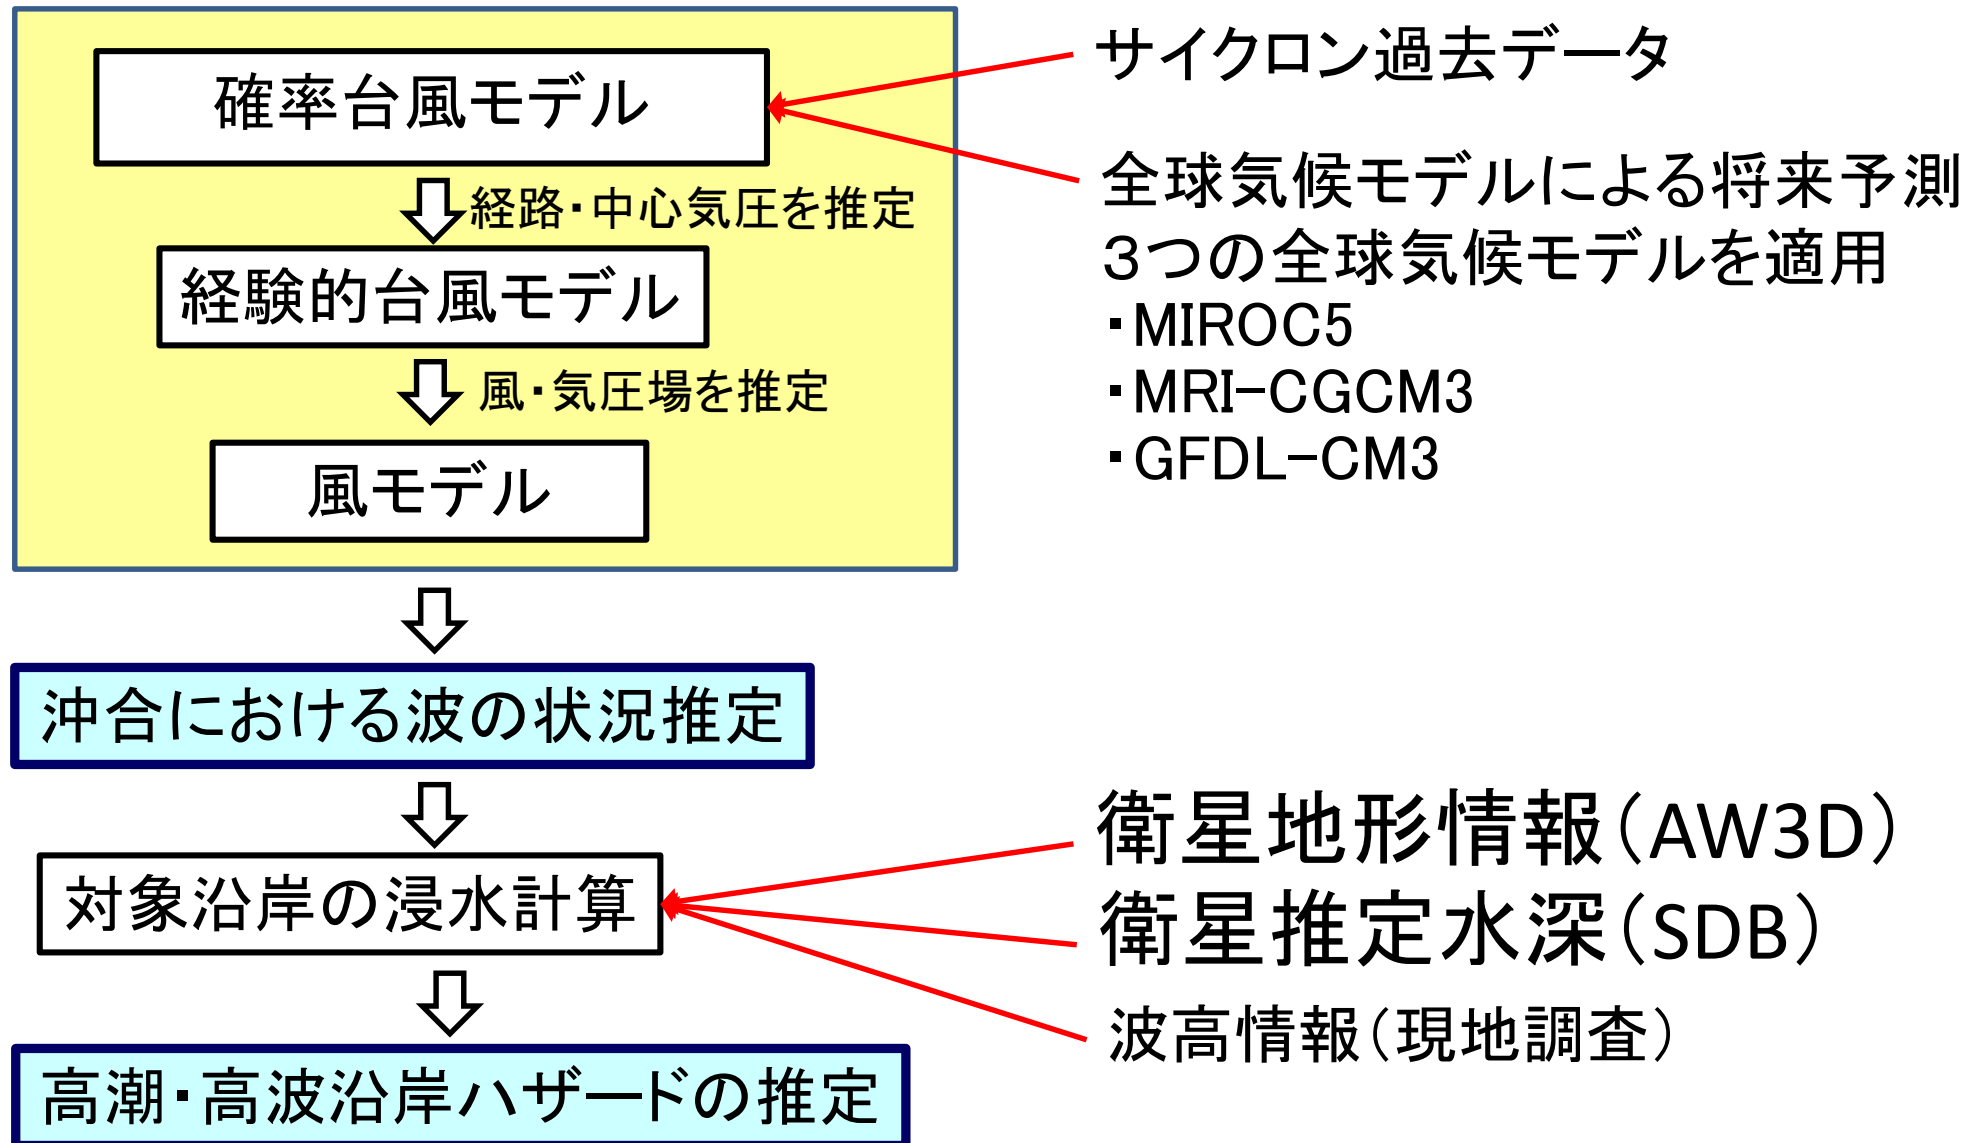 確率台風モデル
経路・中心気圧を推定
経験的台風モデル
風・気圧場を推定
風モデル
サイクロン過去データ
全球気候モデルによる将来予測
３つの全球気候モデルを適用
・MIROC5
・MRI−CGCM3
・GFDL−CM3
沖合における波の状況推定
対象沿岸の浸水計算
衛星地形情報（AW3D）
衛星推定水深（SDB）
波高情報（現地調査）
高潮・高波沿岸ハザードの推定